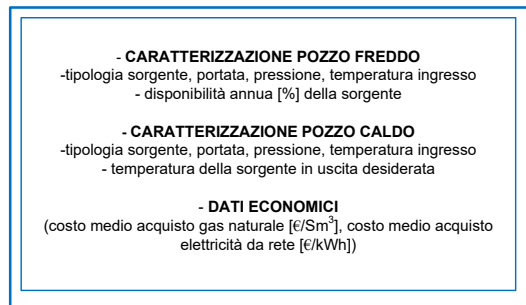 - CARATTERIZZAZIONE POZZO FREDDO
-tipologia sorgente, portata, pressione, temperatura ingresso
- disponibilità annua [%] della sorgente
- CARATTERIZZAZIONE POZZO CALDO
-tipologia sorgente, portata, pressione, temperatura ingresso
- temperatura della sorgente in uscita desiderata
- DATI ECONOMICI
(costo medio acquisto gas naturale [€/Sm³], costo medio acquisto
elettricità da rete [€/kWh])